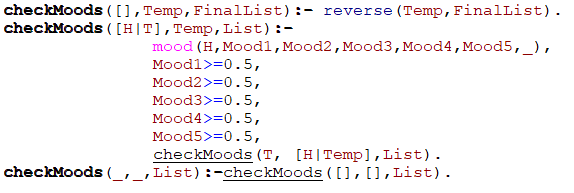 checkMoods([],Temp,FinalList):- reverse(Temp,FinalList).
checkMoods([H|T],Temp,List):-
mood(H,Mood1,Mood2,Mood3,Mood4,Mood5,_),
Mood1>=0.5,
Mood2>=0.5,
Mood3>=0.5,
Mood4>=0.5,
Mood5>=0.5,
checkMoods(T, [H|Temp],List).
checkMoods(_,_,List):-checkMoods([],[],List).